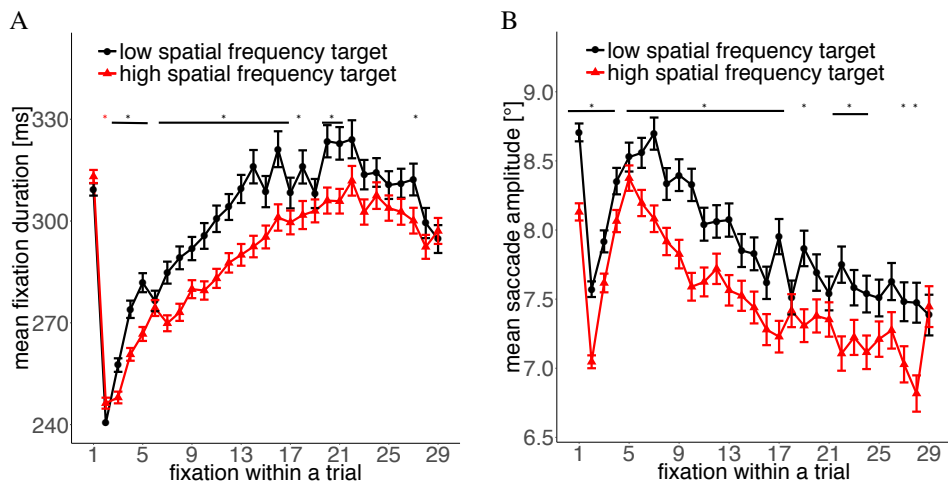 A
low spatial frequency target
high spatial frequency target
* * * * * *
mean fixation duration [ms]
330
300
270
240
1 5 9 13 17 21 25 29
fixation within a trial
B
low spatial frequency target
high spatial frequency target
* * * * * *
mean saccade amplitude [°]
9.0
8.5
8.0
7.5
7.0
6.5
1 5 9 13 17 21 25 29
fixation within a trial